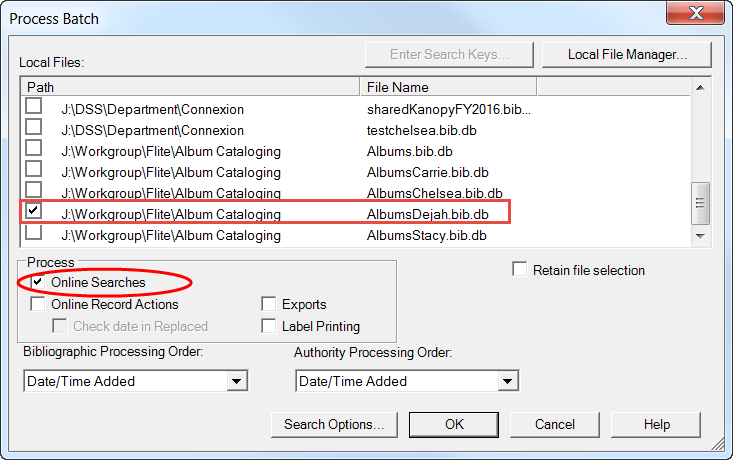 Process Batch
Enter Search Keys...
Local File Manager...
Local Files:
Path File Name
J:\DSS\Department\Connexion sharedKanopyFY2016.bib...
J:\DSS\Department\Connexion testchelsea.bib.db
J:\Workgroup\Flite\Album Cataloging Albums.bib.db
J:\Workgroup\Flite\Album Cataloging AlbumsCarrie.bib.db
J:\Workgroup\Flite\Album Cataloging AlbumsChelsea.bib.db
J:\Workgroup\Flite\Album Cataloging AlbumsDejah.bib.db
J:\Workgroup\Flite\Album Cataloging AlbumsStacy.bib.db
Process
Online Searches
Retain file selection
Online Record Actions Exports
Check date in Replaced Label Printing
Bibliographic Processing Order: Authority Processing Order:
Date/Time Added Date/Time Added
Search Options... OK Cancel Help